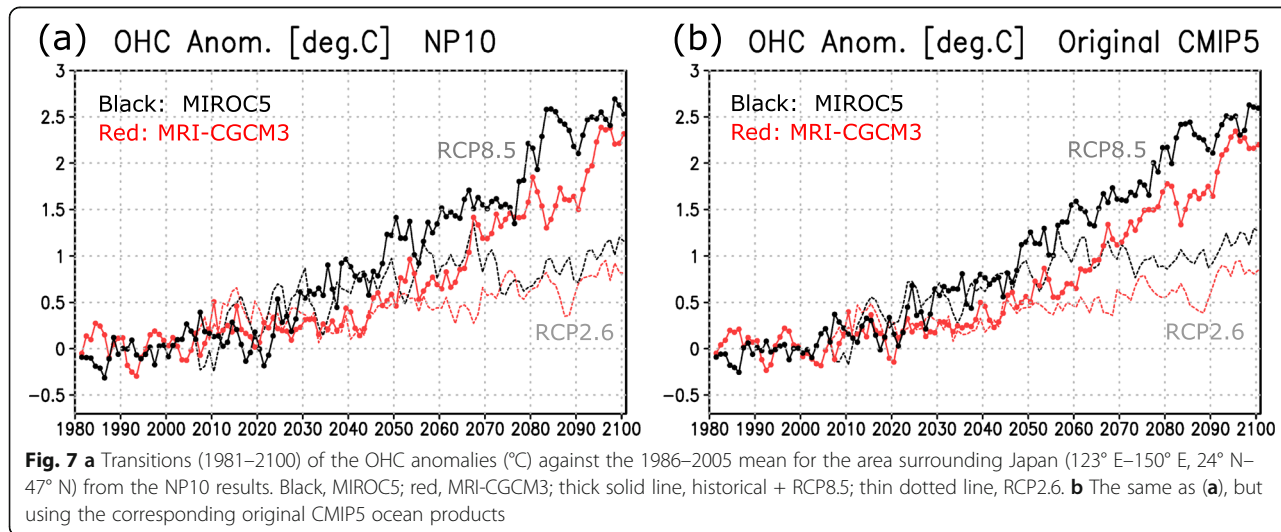 (a) OHC Anom. [deg.C] NP10
3
2.5
2
1.5
1
0.5
0
−0.5
Black: MIROC5
Red: MRI-CGCM3
RCP8.5
RCP2.6
1980 1990 2000 2010 2020 2030 2040 2050 2060 2070 2080 2090 2100
(b) OHC Anom. [deg.C] Original CMIP5
3
2.5
2
1.5
1
0.5
0
−0.5
Black: MIROC5
Red: MRI-CGCM3
RCP8.5
RCP2.6
1980 1990 2000 2010 2020 2030 2040 2050 2060 2070 2080 2090 2100
Fig. 7 a Transitions (1981–2100) of the OHC anomalies (°C) against the 1986–2005 mean for the area surrounding Japan (123° E–150° E, 24° N–
47° N) from the NP10 results. Black, MIROC5; red, MRI-CGCM3; thick solid line, historical + RCP8.5; thin dotted line, RCP2.6. b The same as (a), but
using the corresponding original CMIP5 ocean products